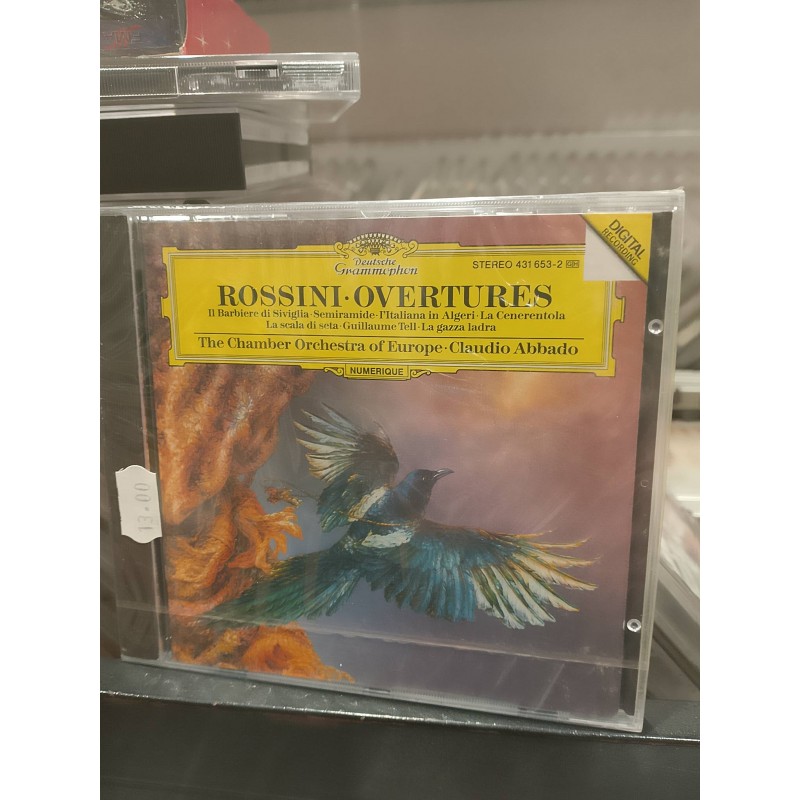 DIGITAL
RECORDING
Deutsche
Grammophon
STEREO 431 653-2 GH
ROSSINI·OVERTURES
Il Barbiere di Siviglia·Semiramide·l'Italiana in Algeri·La Cenerentola
La scala di seta·Guillaume Tell·La gazza ladra
The Chamber Orchestra of Europe·Claudio Abbado
NUMERIQUE
13.00